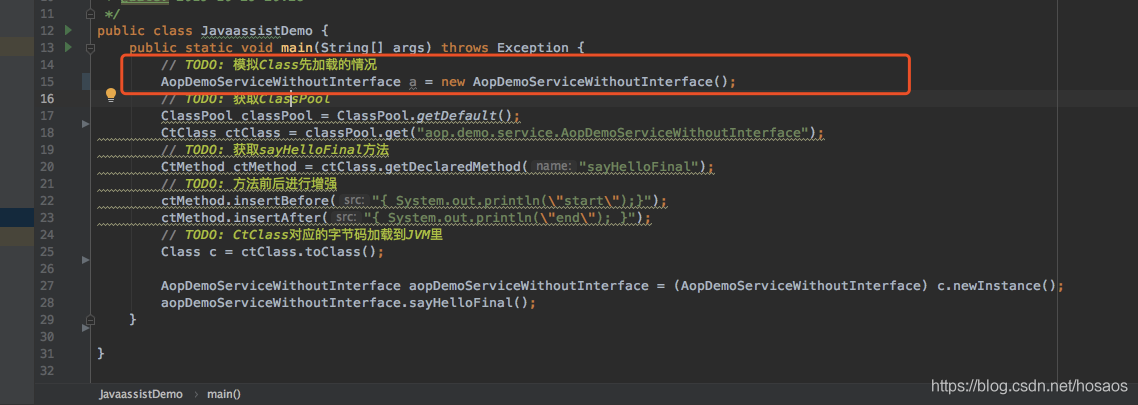 11 */
12 public class JavaassistDemo {
13 public static void main(String[] args) throws Exception {
14 // TODO: 模拟Class先加载的情况
15 AopDemoServiceWithoutInterface a = new AopDemoServiceWithoutInterface();
16 // TODO: 获取ClassPool
17 ClassPool classPool = ClassPool.getDefault();
18 CtClass ctClass = classPool.get("aop.demo.service.AopDemoServiceWithoutInterface");
19 // TODO: 获取sayHelloFinal方法
20 CtMethod ctMethod = ctClass.getDeclaredMethod( name: "sayHelloFinal");
21 // TODO: 方法前后进行增强
22 ctMethod.insertBefore( src: "{ System.out.println(\"start\");}");
23 ctMethod.insertAfter( src: "{ System.out.println(\"end\"); }");
24 // TODO: CtClass对应的字节码加载到JVM里
25 Class c = ctClass.toClass();
26
27 AopDemoServiceWithoutInterface aopDemoServiceWithoutInterface = (AopDemoServiceWithoutInterface) c.newInstance();
28 aopDemoServiceWithoutInterface.sayHelloFinal();
29 }
30
31 }
32
JavaassistDemo › main()
https://blog.csdn.net/hosaos